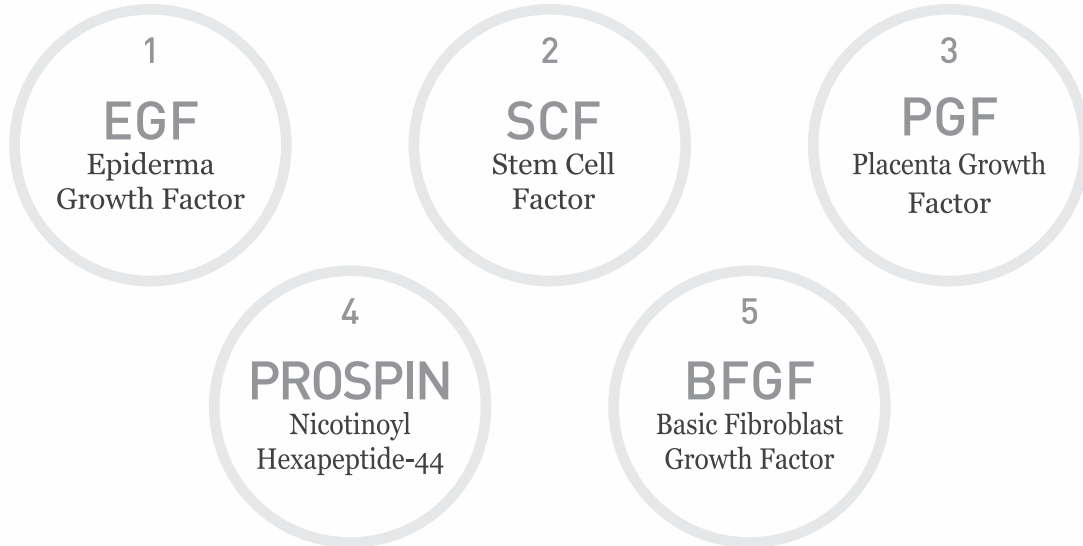 1
EGF
Epiderma
Growth Factor
2
SCF
Stem Cell
Factor
3
PGF
Placenta Growth
Factor
4
PROSPIN
Nicotinoyl
Hexapeptide-44
5
BFGF
Basic Fibroblast
Growth Factor